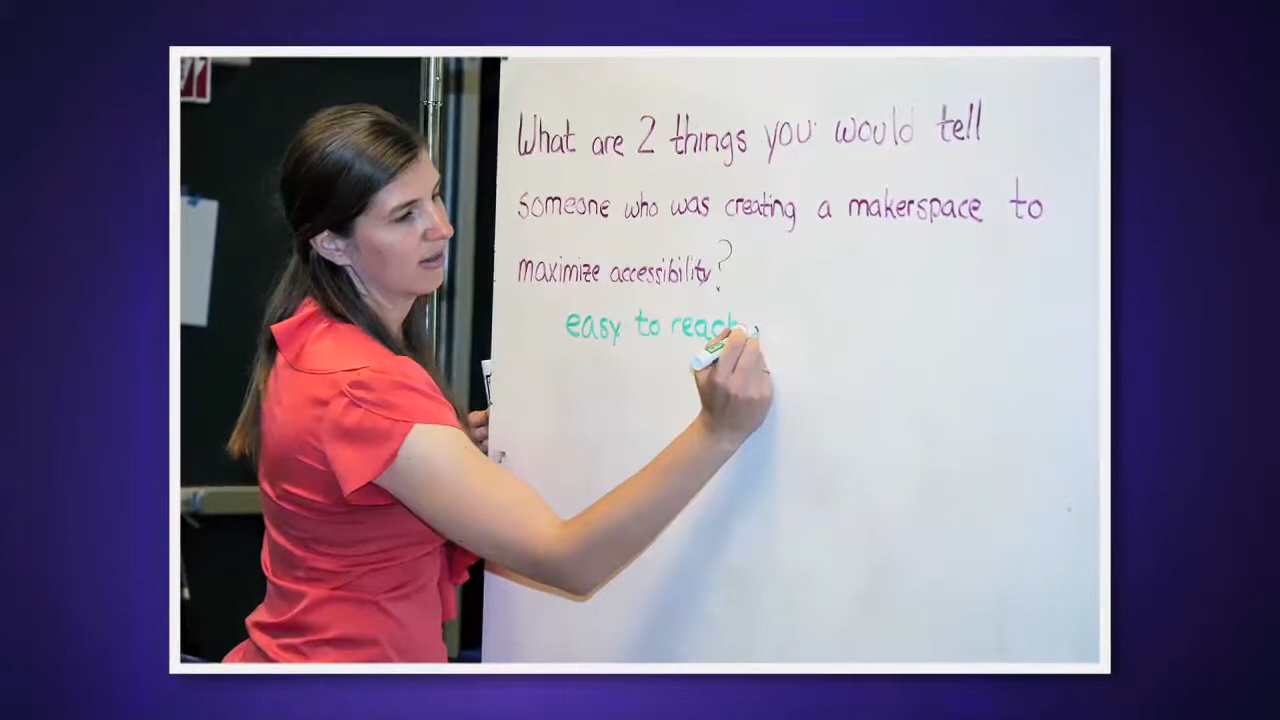 What are 2 things you would tell
someone who was creating a makerspace to
maximize accessibility?
easy to reach